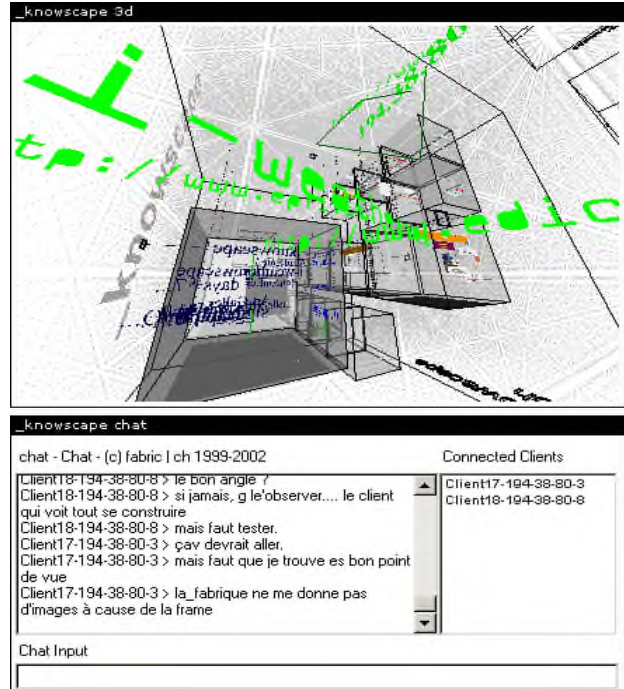 _knowscape 3d
_knowscape
tp://www.
_knowscape chat
chat - Chat - (c) fabric | ch 1999-2002
Connected Clients
Client18-194-38-80-8 > le bon angle ?
Client18-194-38-80-8 > si jamais, g le'observer.... le client
qui voit tout se construire
Client18-194-38-80-8 > mais faut tester.
Client17-194-38-80-3 > çav devrait aller.
Client17-194-38-80-3 > mais faut que je trouve es bon point
de vue
Client17-194-38-80-3 > la_fabrique ne me donne pas
d'images à cause de la frame
Client17-194-38-80-3
Client18-194-38-80-8
Chat Input